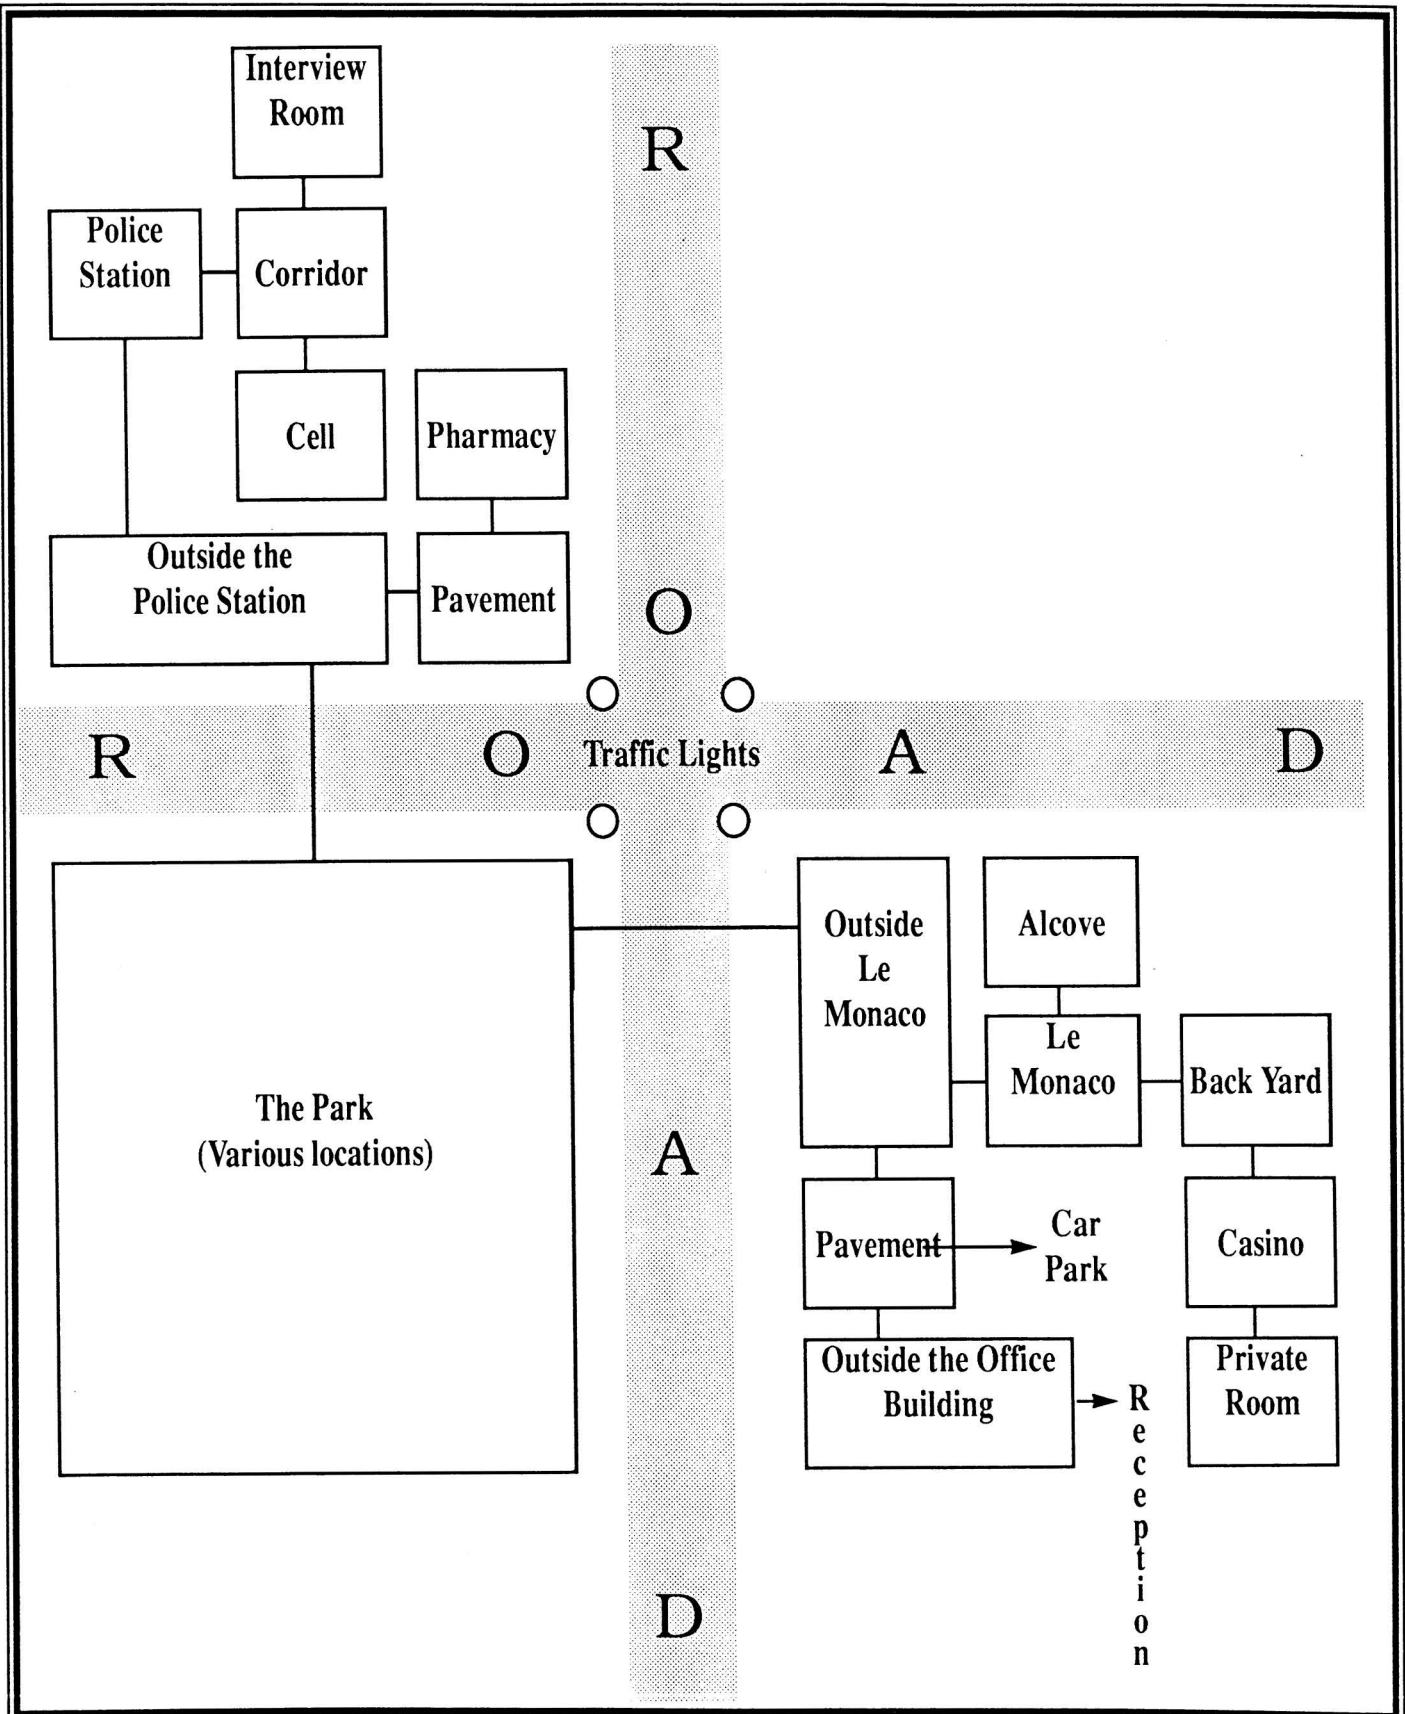 Interview
Room
R
Police
Station
Corridor
Cell
Pharmacy
Outside the
Police Station
Pavement
O
R
O
Traffic Lights
A
D
Outside
Le
Monaco
Alcove
Le
Monaco
Back Yard
The Park
(Various locations)
A
Pavement
Car
Park
Casino
Outside the Office
Building
Private
Room
Reception
D